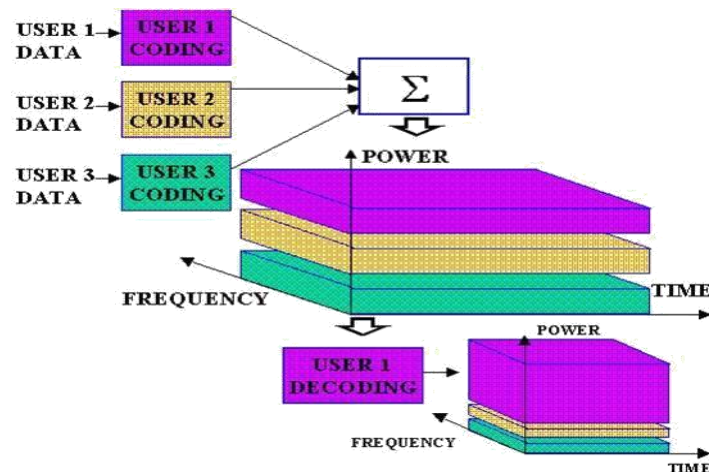 USER 1
DATA
USER 1
CODING
USER 2
DATA
USER 2
CODING
Σ
USER 3
DATA
USER 3
CODING
POWER
FREQUENCY
TIME
USER 1
DECODING
POWER
FREQUENCY
TIME